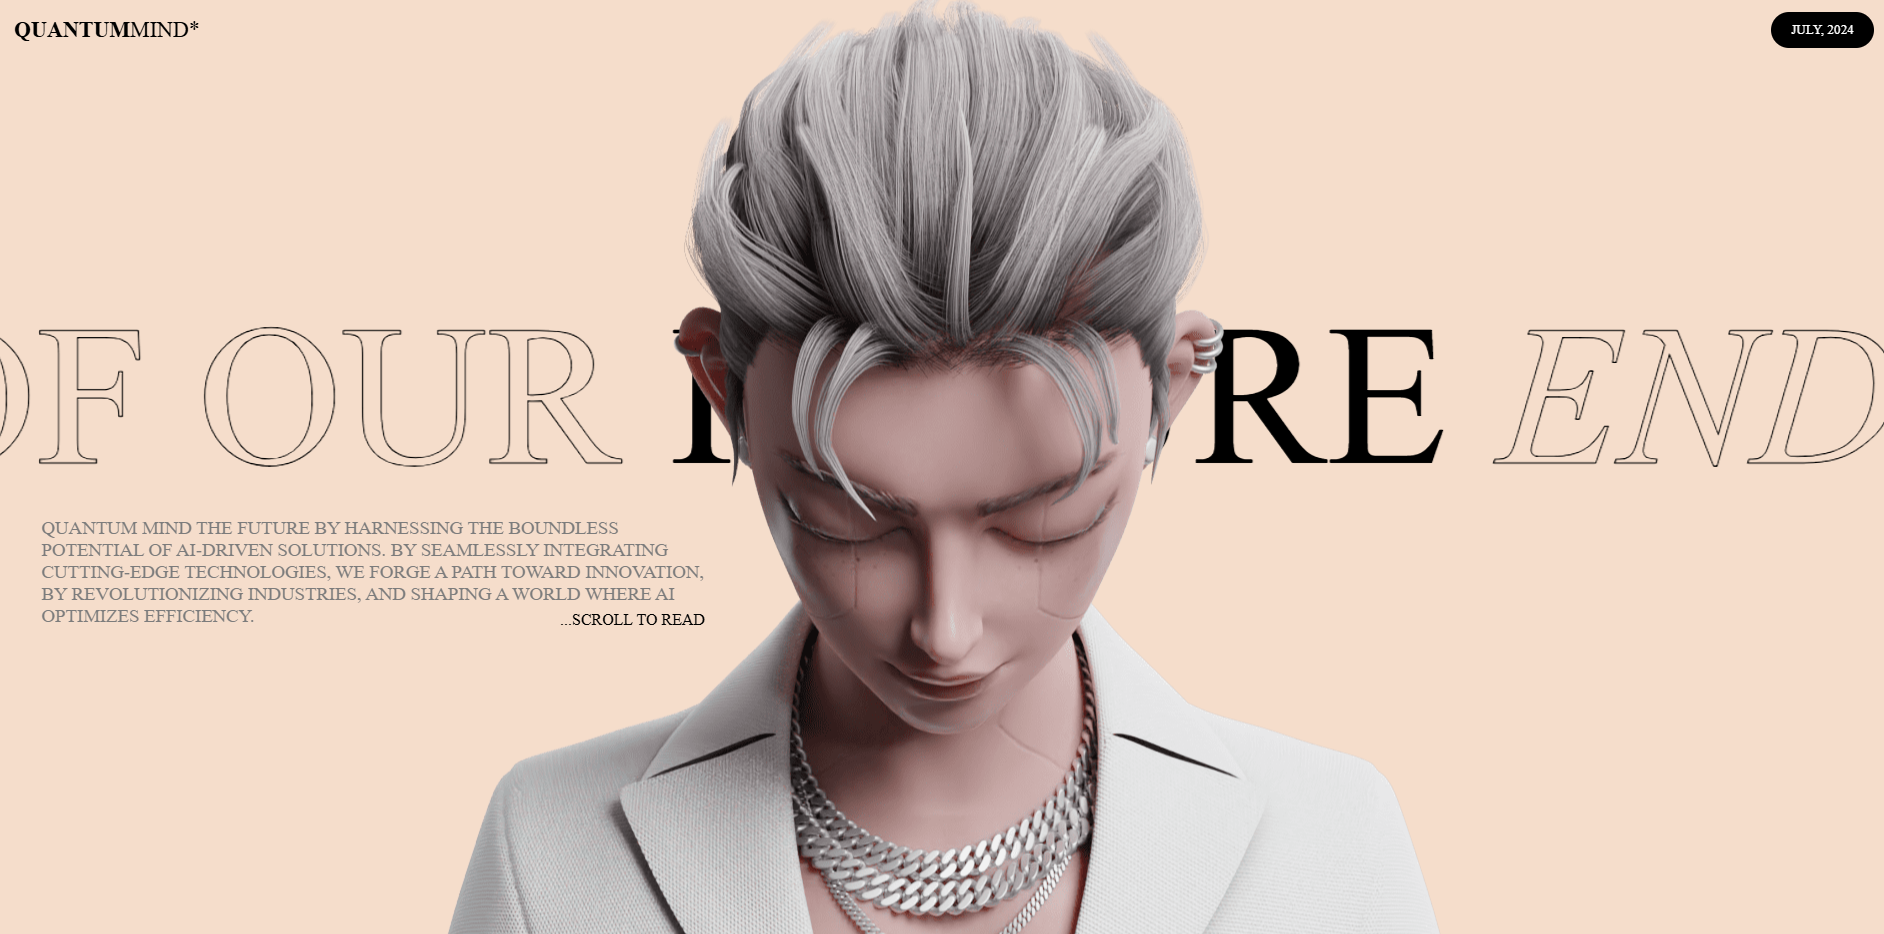 QUANTUMMIND*
JULY, 2024
OF OUR END
QUANTUM MIND THE FUTURE BY HARNESSING THE BOUNDLESS
POTENTIAL OF AI-DRIVEN SOLUTIONS. BY SEAMLESSLY INTEGRATING
CUTTING-EDGE TECHNOLOGIES, WE FORGE A PATH TOWARD INNOVATION,
BY REVOLUTIONIZING INDUSTRIES, AND SHAPING A WORLD WHERE AI
OPTIMIZES EFFICIENCY.
...SCROLL TO READ